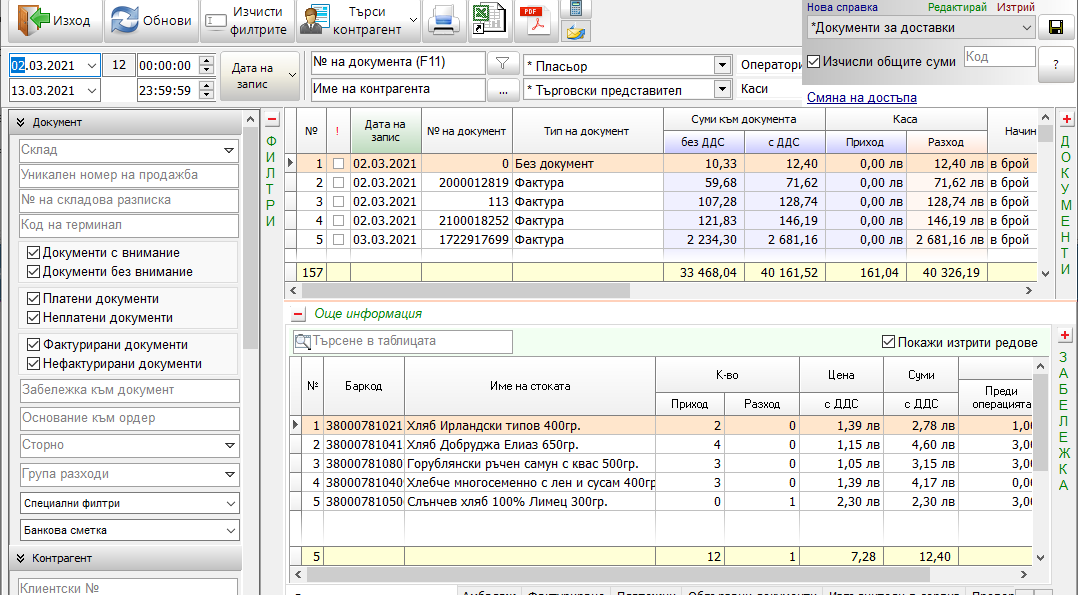 Изход
Обнови
Изчисти филтрите
Търси контрагент
PDF
Нова справка Редактирай Изтрий
*Документи за доставки
Изчисли общите суми Код ?
Смяна на достъпа
02.03.2021 12 00:00:00
13.03.2021 23:59:59
Дата на запис
№ на документа (F11)
Име на контрагента ...
* Пласьор
* Търговски представител
Оператори
Каси
Документ
Склад
Уникален номер на продажба
№ на складова разписка
Код на терминал
Документи с внимание
Документи без внимание
Платени документи
Неплатени документи
Фактурирани документи
Нефактурирани документи
Забележка към документ
Основание към ордер
Сторно
Група разходи
Специални филтри
Банкова сметка
Контрагент
Клиентски №
ФИЛТРИ
№ ! Дата на запис № на документ Тип на документ Суми към документа Каса Начин
без ДДС с ДДС Приход Разход
1 02.03.2021 0 Без документ 10,33 12,40 0,00 лв 12,40 лв в брой
2 02.03.2021 2000012819 Фактура 59,68 71,62 0,00 лв 71,62 лв в брой
3 02.03.2021 113 Фактура 107,28 128,74 0,00 лв 128,74 лв в брой
4 02.03.2021 2100018252 Фактура 121,83 146,19 0,00 лв 146,19 лв в брой
5 03.03.2021 1722917699 Фактура 2 234,30 2 681,16 0,00 лв 2 681,16 лв в брой
157 33 468,04 40 161,52 161,04 40 326,19
ДОКУМЕНТИ
Още информация
Търсене в таблицата
Покажи изтрити редове
№ Баркод Име на стоката К-во Цена Суми
Приход Разход с ДДС с ДДС Преди операцията
1 38000781021 Хляб Ирландски типов 400гр. 2 0 1,39 лв 2,78 лв 1,00
2 38000781041 Хляб Добруджа Елиаз 650гр. 4 0 1,15 лв 4,60 лв 3,00
3 38000781080 Горублянски ръчен самун с квас 500гр. 3 0 1,05 лв 3,15 лв 3,00
4 38000781040 Хлебче многосеменно с лен и сусам 400гр 3 0 1,39 лв 4,17 лв 0,00
5 38000781050 Слънчев хляб 100% Лимец 300гр. 0 1 2,30 лв 2,30 лв 3,00
5 12 1 7,28 12,40
ЗАБЕЛЕЖКА